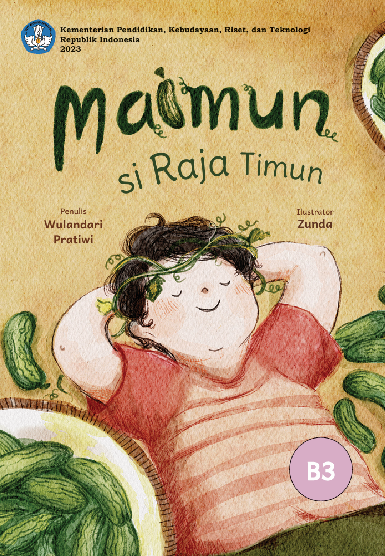 Kementerian Pendidikan, Kebudayaan, Riset, dan Teknologi
Republik Indonesia
2023
Maimun
si Raja Timun
Penulis
Wulandari
Pratiwi
Ilustrator
Zunda
B3